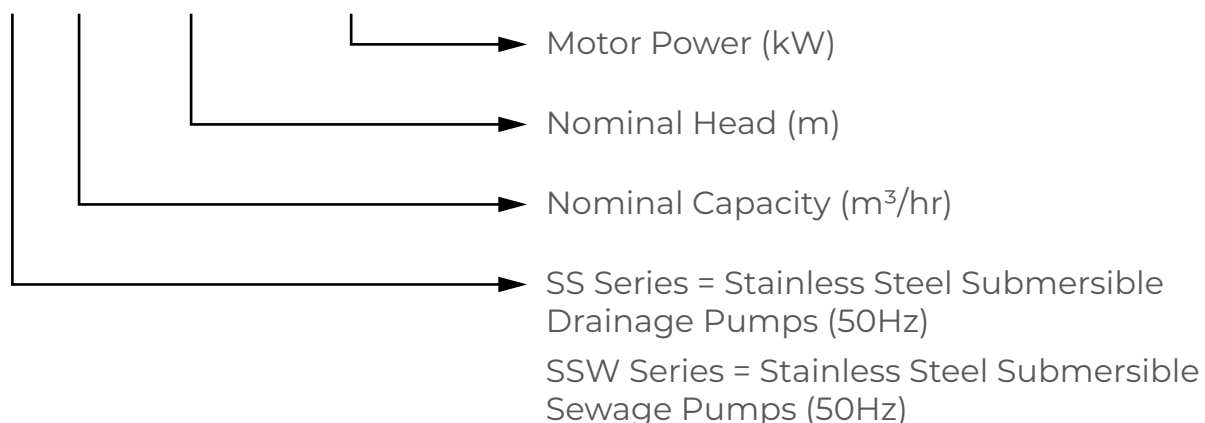 Motor Power (kW)
Nominal Head (m)
Nominal Capacity (m³/hr)
SS Series = Stainless Steel Submersible
Drainage Pumps (50Hz)
SSW Series = Stainless Steel Submersible
Sewage Pumps (50Hz)